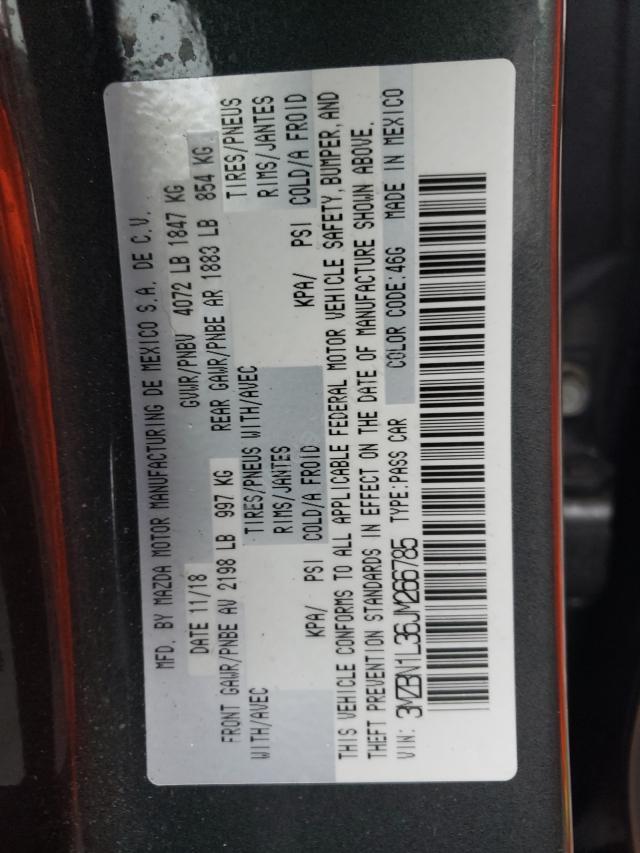 MFD. BY MAZDA MOTOR MANUFACTURING DE MEXICO S.A. DE C.V.
DATE 11/18 GVWR/PNBV 4072 LB 1847 KG
FRONT GAWR/PNBE AV 2198 LB 997 KG REAR GAWR/PNBE AR 1883 LB 854 KG
WITH/AVEC TIRES/PNEUS WITH/AVEC TIRES/PNEUS
RIMS/JANTES RIMS/JANTES
KPA/ PSI COLD/A FROID KPA/ PSI COLD/A FROID
THIS VEHICLE CONFORMS TO ALL APPLICABLE FEDERAL MOTOR VEHICLE SAFETY, BUMPER, AND
THEFT PREVENTION STANDARDS IN EFFECT ON THE DATE OF MANUFACTURE SHOWN ABOVE.
VIN: 3MZBN1L36JM266785 TYPE:PASS CAR COLOR CODE:46G MADE IN MEXICO